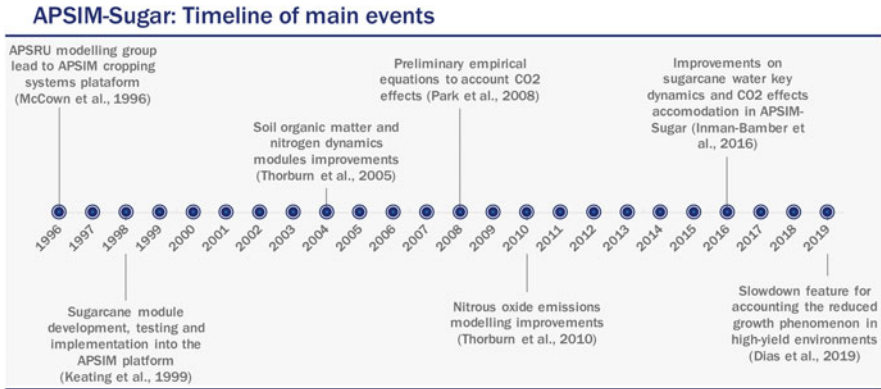 APSIM-Sugar: Timeline of main events
APSRU modelling group
lead to APSIM cropping
systems plataform
(McCown et al., 1996)
Soil organic matter and
nitrogen dynamics
modules improvements
(Thorburn et al., 2005)
Preliminary empirical
equations to account CO2
effects (Park et al., 2008)
Improvements on
sugarcane water key
dynamics and CO2 effects
accomodation in APSIM-
Sugar (Inman-Bamber et
al., 2016)
1996
1997
1998
1999
2000
2001
2002
2003
2004
2005
2006
2007
2008
2009
2010
2011
2012
2013
2014
2015
2016
2017
2018
2019
Sugarcane module
development, testing and
implementation into the
APSIM platform
(Keating et al., 1999)
Nitrous oxide emissions
modelling improvements
(Thorburn et al., 2010)
Slowdown feature for
accounting the reduced
growth phenomenon in
high-yield environments
(Dias et al., 2019)